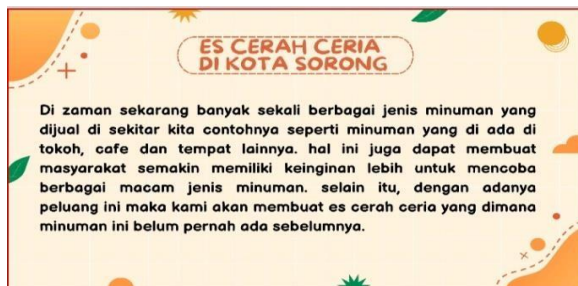 ES CERAH CERIA
DI KOTA SORONG
Di zaman sekarang banyak sekali berbagai jenis minuman yang
dijual di sekitar kita contohnya seperti minuman yang di ada di
tokoh, cafe dan tempat lainnya. hal ini juga dapat membuat
masyarakat semakin memiliki keinginan lebih untuk mencoba
berbagai macam jenis minuman. selain itu, dengan adanya
peluang ini maka kami akan membuat es cerah ceria yang dimana
minuman ini belum pernah ada sebelumnya.